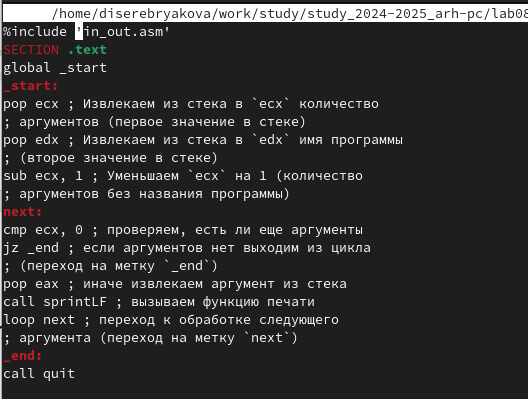 /home/diserebryakova/work/study/study_2024-2025_arh-pc/lab08
%include 'in_out.asm'
SECTION .text
global _start
_start:
pop ecx ; Извлекаем из стека в `ecx` количество
; аргументов (первое значение в стеке)
pop edx ; Извлекаем из стека в `edx` имя программы
; (второе значение в стеке)
sub ecx, 1 ; Уменьшаем `ecx` на 1 (количество
; аргументов без названия программы)
next:
cmp ecx, 0 ; проверяем, есть ли еще аргументы
jz _end ; если аргументов нет выходим из цикла
; (переход на метку `_end`)
pop eax ; иначе извлекаем аргумент из стека
call sprintLF ; вызываем функцию печати
loop next ; переход к обработке следующего
; аргумента (переход на метку `next`)
_end:
call quit